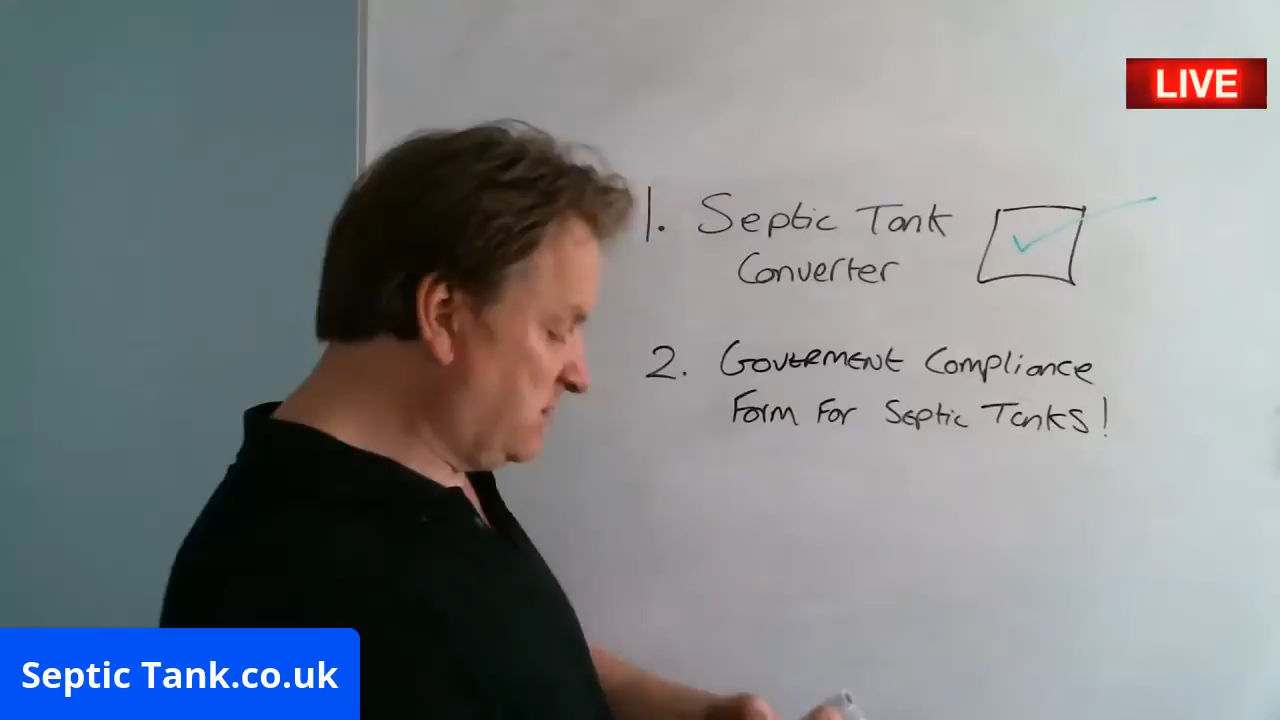 LIVE
1. Septic Tank
Converter
2. GOVERMENT Compliance
Form For Septic Tanks!
Septic Tank.co.uk